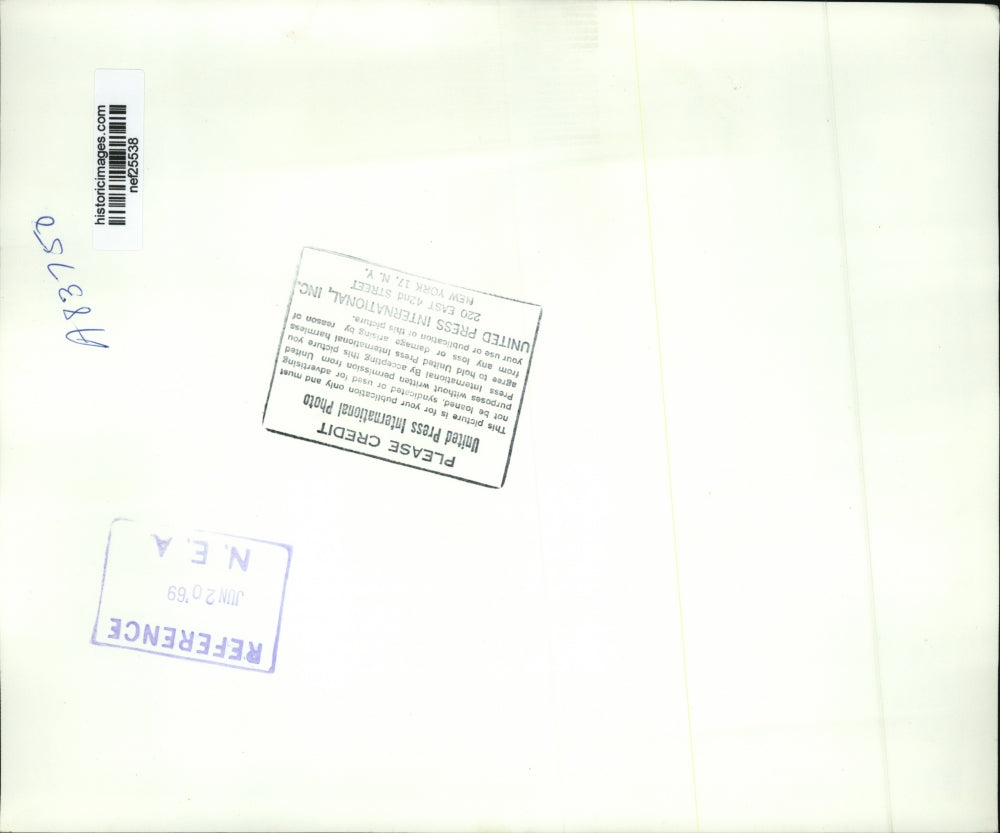 historicimages.com
nef25538
A83752
PLEASE CREDIT
United Press International Photo
This picture is for your publication only and must
not be loaned, syndicated or used for advertising
purposes without written permission from United
Press International By accepting this picture you
agree to hold United Press International harmless
from any loss or damage arising by reason of
your use or publication of this picture.
UNITED PRESS INTERNATIONAL, INC.
220 EAST 42nd STREET
NEW YORK 17, N. Y.
REFERENCE
JUN 20 '69
N. E. A